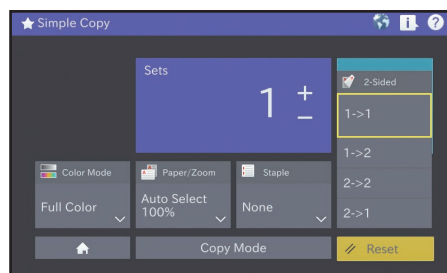 Simple Copy
i ?
Sets
1 + −
2-Sided
1->1
1->2
2->2
2->1
Color Mode
Full Color
Paper/Zoom
Auto Select
100%
Staple
None
Copy Mode
Reset